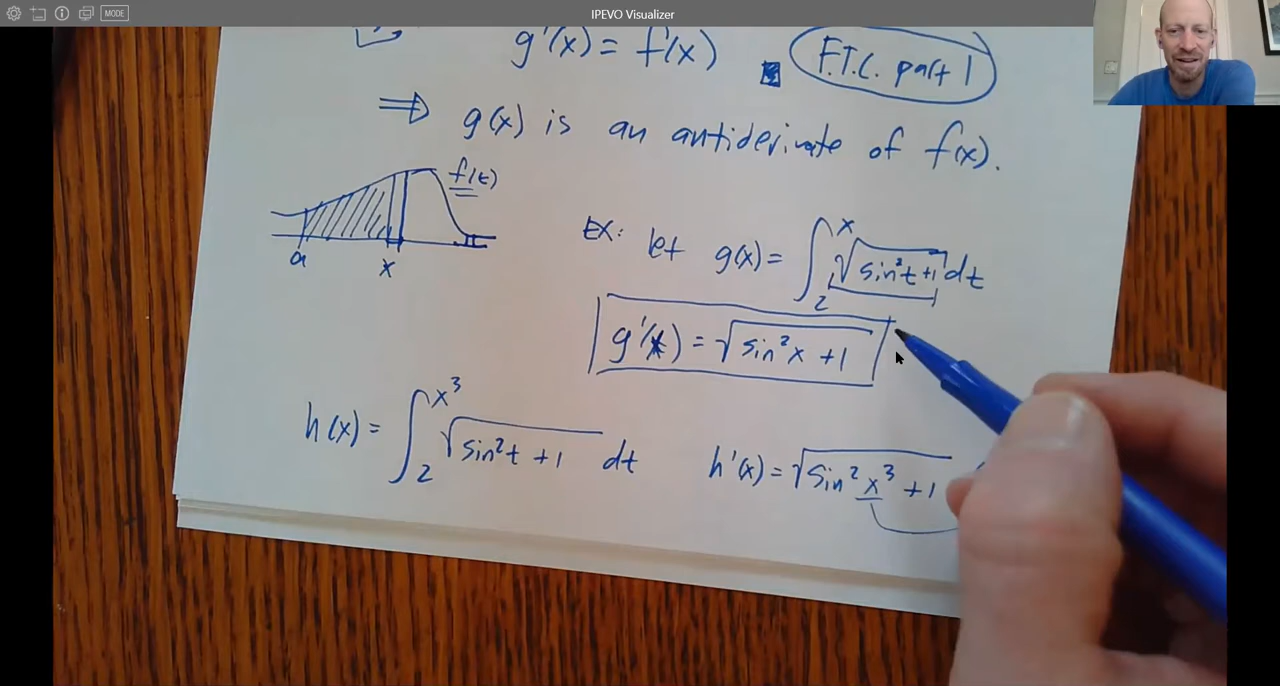 MODE
IPEVO Visualizer
g'(x) = f(x)
F.T.C. part 1
⇒ g(x) is an antiderivate of f(x).
f(t)
a
x
EX: let g(x) = ∫₂ˣ √(sin²t +1) dt
g'(x) = √(sin²x +1)
h(x) = ∫₂^(x³) √(sin²t +1) dt
h'(x) = √(sin²x³ +1)